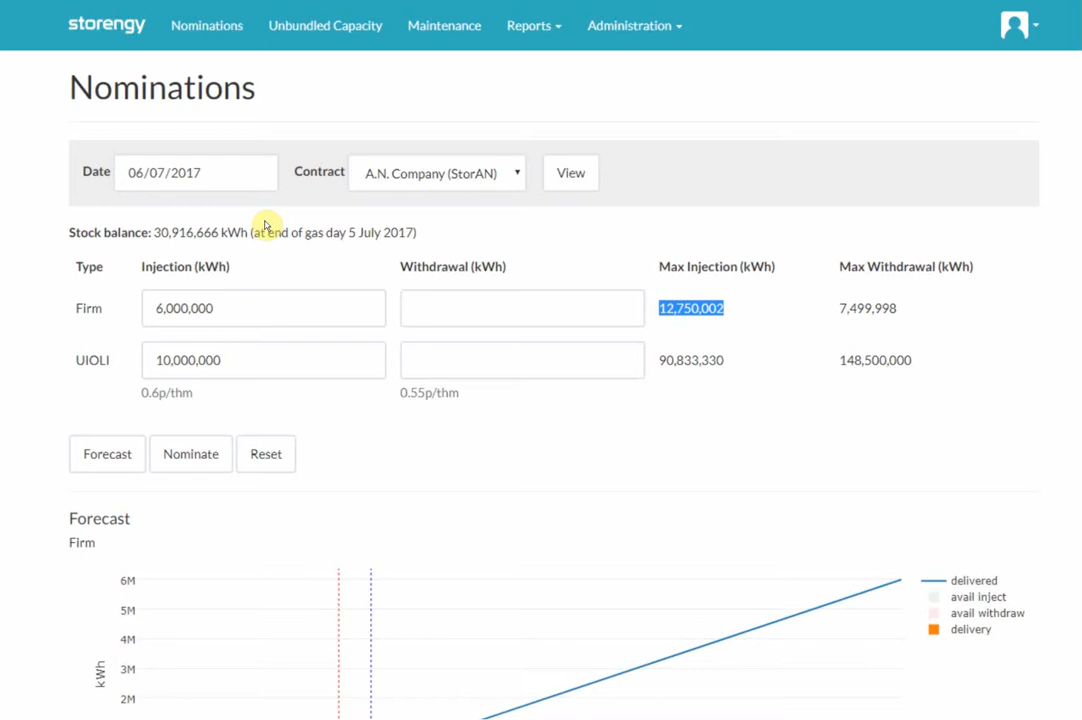 storengy Nominations Unbundled Capacity Maintenance Reports Administration
Nominations
Date 06/07/2017 Contract A.N. Company (StorAN) View
Stock balance: 30,916,666 kWh (at end of gas day 5 July 2017)
Type Injection (kWh) Withdrawal (kWh) Max Injection (kWh) Max Withdrawal (kWh)
Firm 6,000,000 12,750,002 7,499,998
UIOLI 10,000,000 90,833,330 148,500,000
0.6p/thm 0.55p/thm
Forecast Nominate Reset
Forecast
Firm
6M
5M
4M
3M
2M
kWh
delivered
avail inject
avail withdraw
delivery